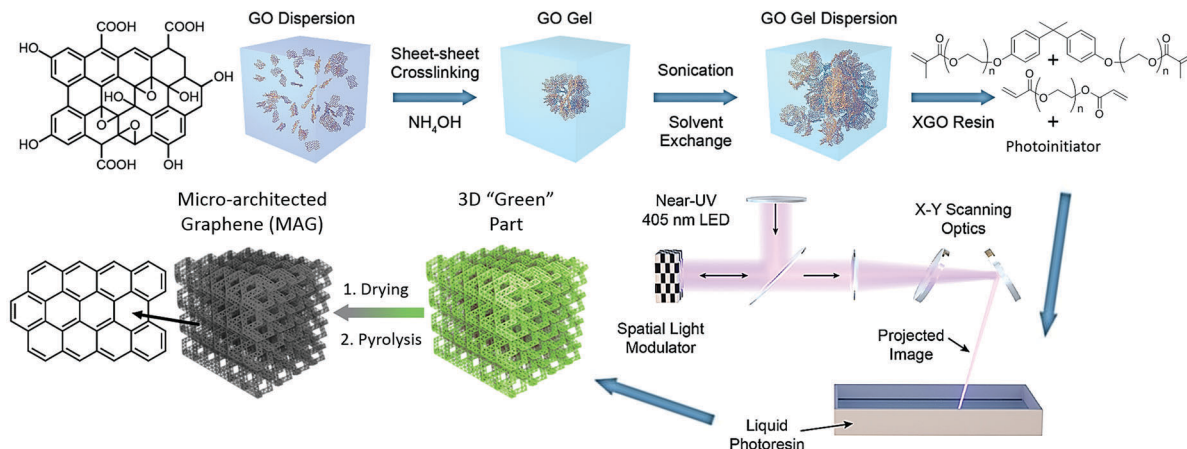 COOH
COOH
HO
OH
HO
OH
O
OH
O
O
HO
COOH
COOH
OH
GO Dispersion
Sheet-sheet
Crosslinking
NH4OH
GO Gel
Sonication
Solvent
Exchange
GO Gel Dispersion
XGO Resin
O
O
O
n
O
+
O
O
n
O
O
O
O
n
O
O
+
Photoinitiator
Micro-architected
Graphene (MAG)
1. Drying
2. Pyrolysis
3D “Green”
Part
Near-UV
405 nm LED
Spatial Light
Modulator
X-Y Scanning
Optics
Projected
Image
Liquid
Photoresin